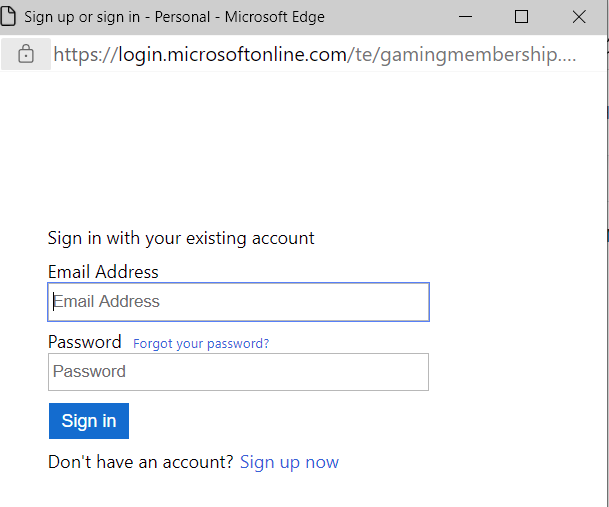 Sign up or sign in - Personal - Microsoft Edge
https://login.microsoftonline.com/te/gamingmembership....
Sign in with your existing account
Email Address
Email Address
Password Forgot your password?
Password
Sign in
Don't have an account? Sign up now